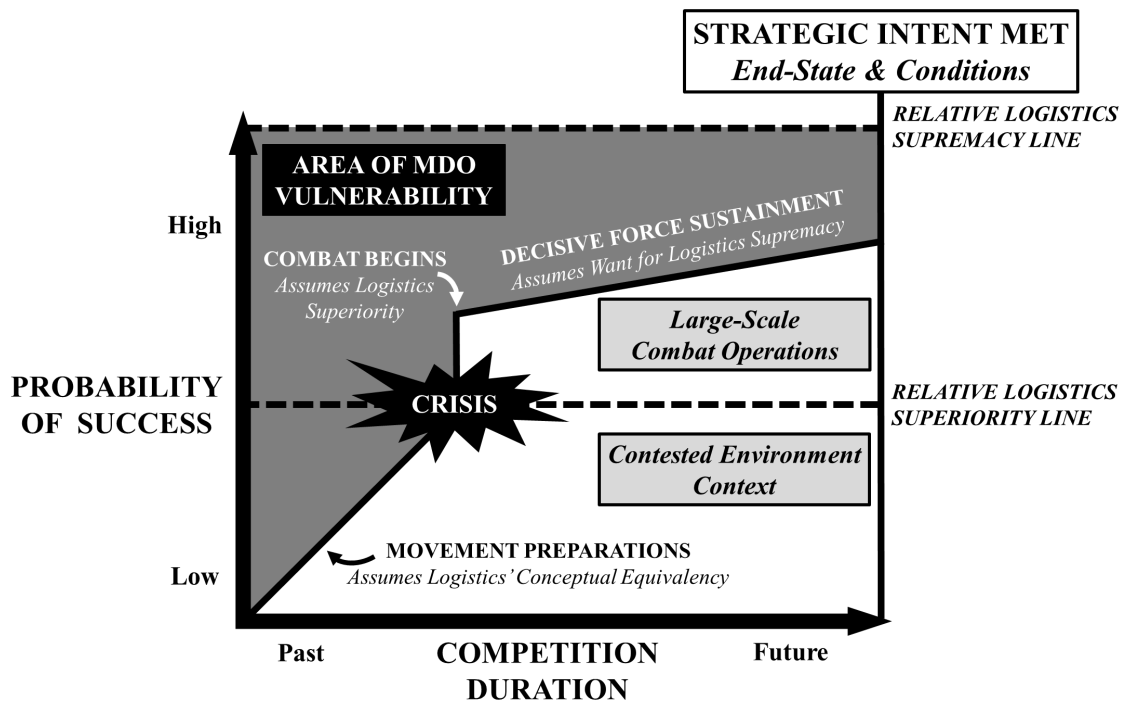 STRATEGIC INTENT MET
End-State & Conditions
RELATIVE LOGISTICS
SUPREMACY LINE
AREA OF MDO
VULNERABILITY
High
COMBAT BEGINS
Assumes Logistics
Superiority
DECISIVE FORCE SUSTAINMENT
Assumes Want for Logistics Supremacy
Large-Scale
Combat Operations
PROBABILITY
OF SUCCESS
CRISIS
RELATIVE LOGISTICS
SUPERIORITY LINE
Contested Environment
Context
MOVEMENT PREPARATIONS
Assumes Logistics’ Conceptual Equivalency
Low
Past
COMPETITION
DURATION
Future